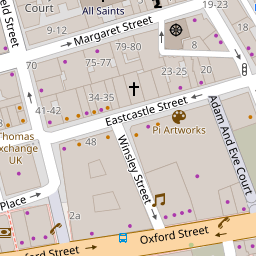 Court
All Saints
19-23
9-12
Margaret Street
75-77
79-80
8
70
23-25
20
41-42
34-35
Eastcastle Street
Pi Artworks
Adam And Eve Court
Thomas
xchange
UK
48
Winsley Street
Place
2a
Oxford Street
ford Street